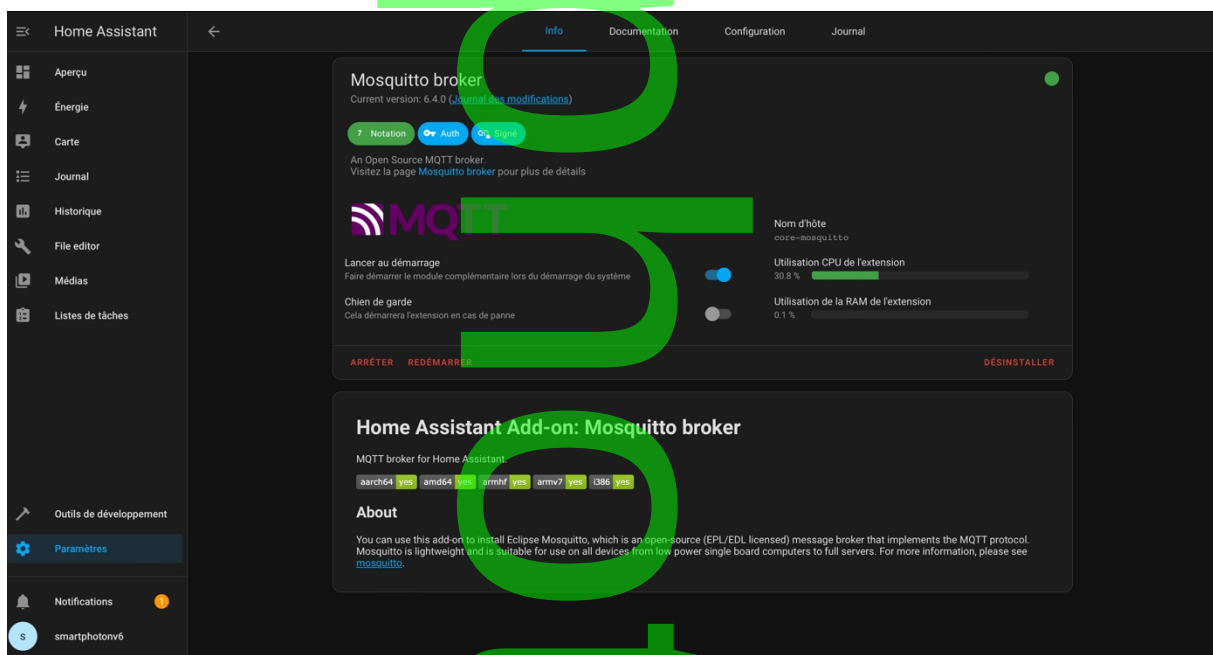 Home Assistant
Info Documentation Configuration Journal
Aperçu
Énergie
Carte
Journal
Historique
File editor
Médias
Listes de tâches
Outils de développement
Paramètres
Notifications 1
s smartphotonv6
Mosquitto broker
Current version: 6.4.0 (Journal des modifications)
? Notation Auth Signé
An Open Source MQTT broker.
Visitez la page Mosquitto broker pour plus de détails
MQTT
Nom d'hôte
core-mosquitto
Lancer au démarrage
Faire démarrer le module complémentaire lors du démarrage du système
Utilisation CPU de l'extension
30.8 %
Chien de garde
Cela démarrera l'extension en cas de panne
Utilisation de la RAM de l'extension
0.1 %
ARRÊTER REDÉMARRER DÉSINSTALLER
Home Assistant Add-on: Mosquitto broker
MQTT broker for Home Assistant.
aarch64 yes amd64 yes armhf yes armv7 yes i386 yes
About
You can use this add-on to install Eclipse Mosquitto, which is an open-source (EPL/EDL licensed) message broker that implements the MQTT protocol.
Mosquitto is lightweight and is suitable for use on all devices from low power single board computers to full servers. For more information, please see
mosquitto.